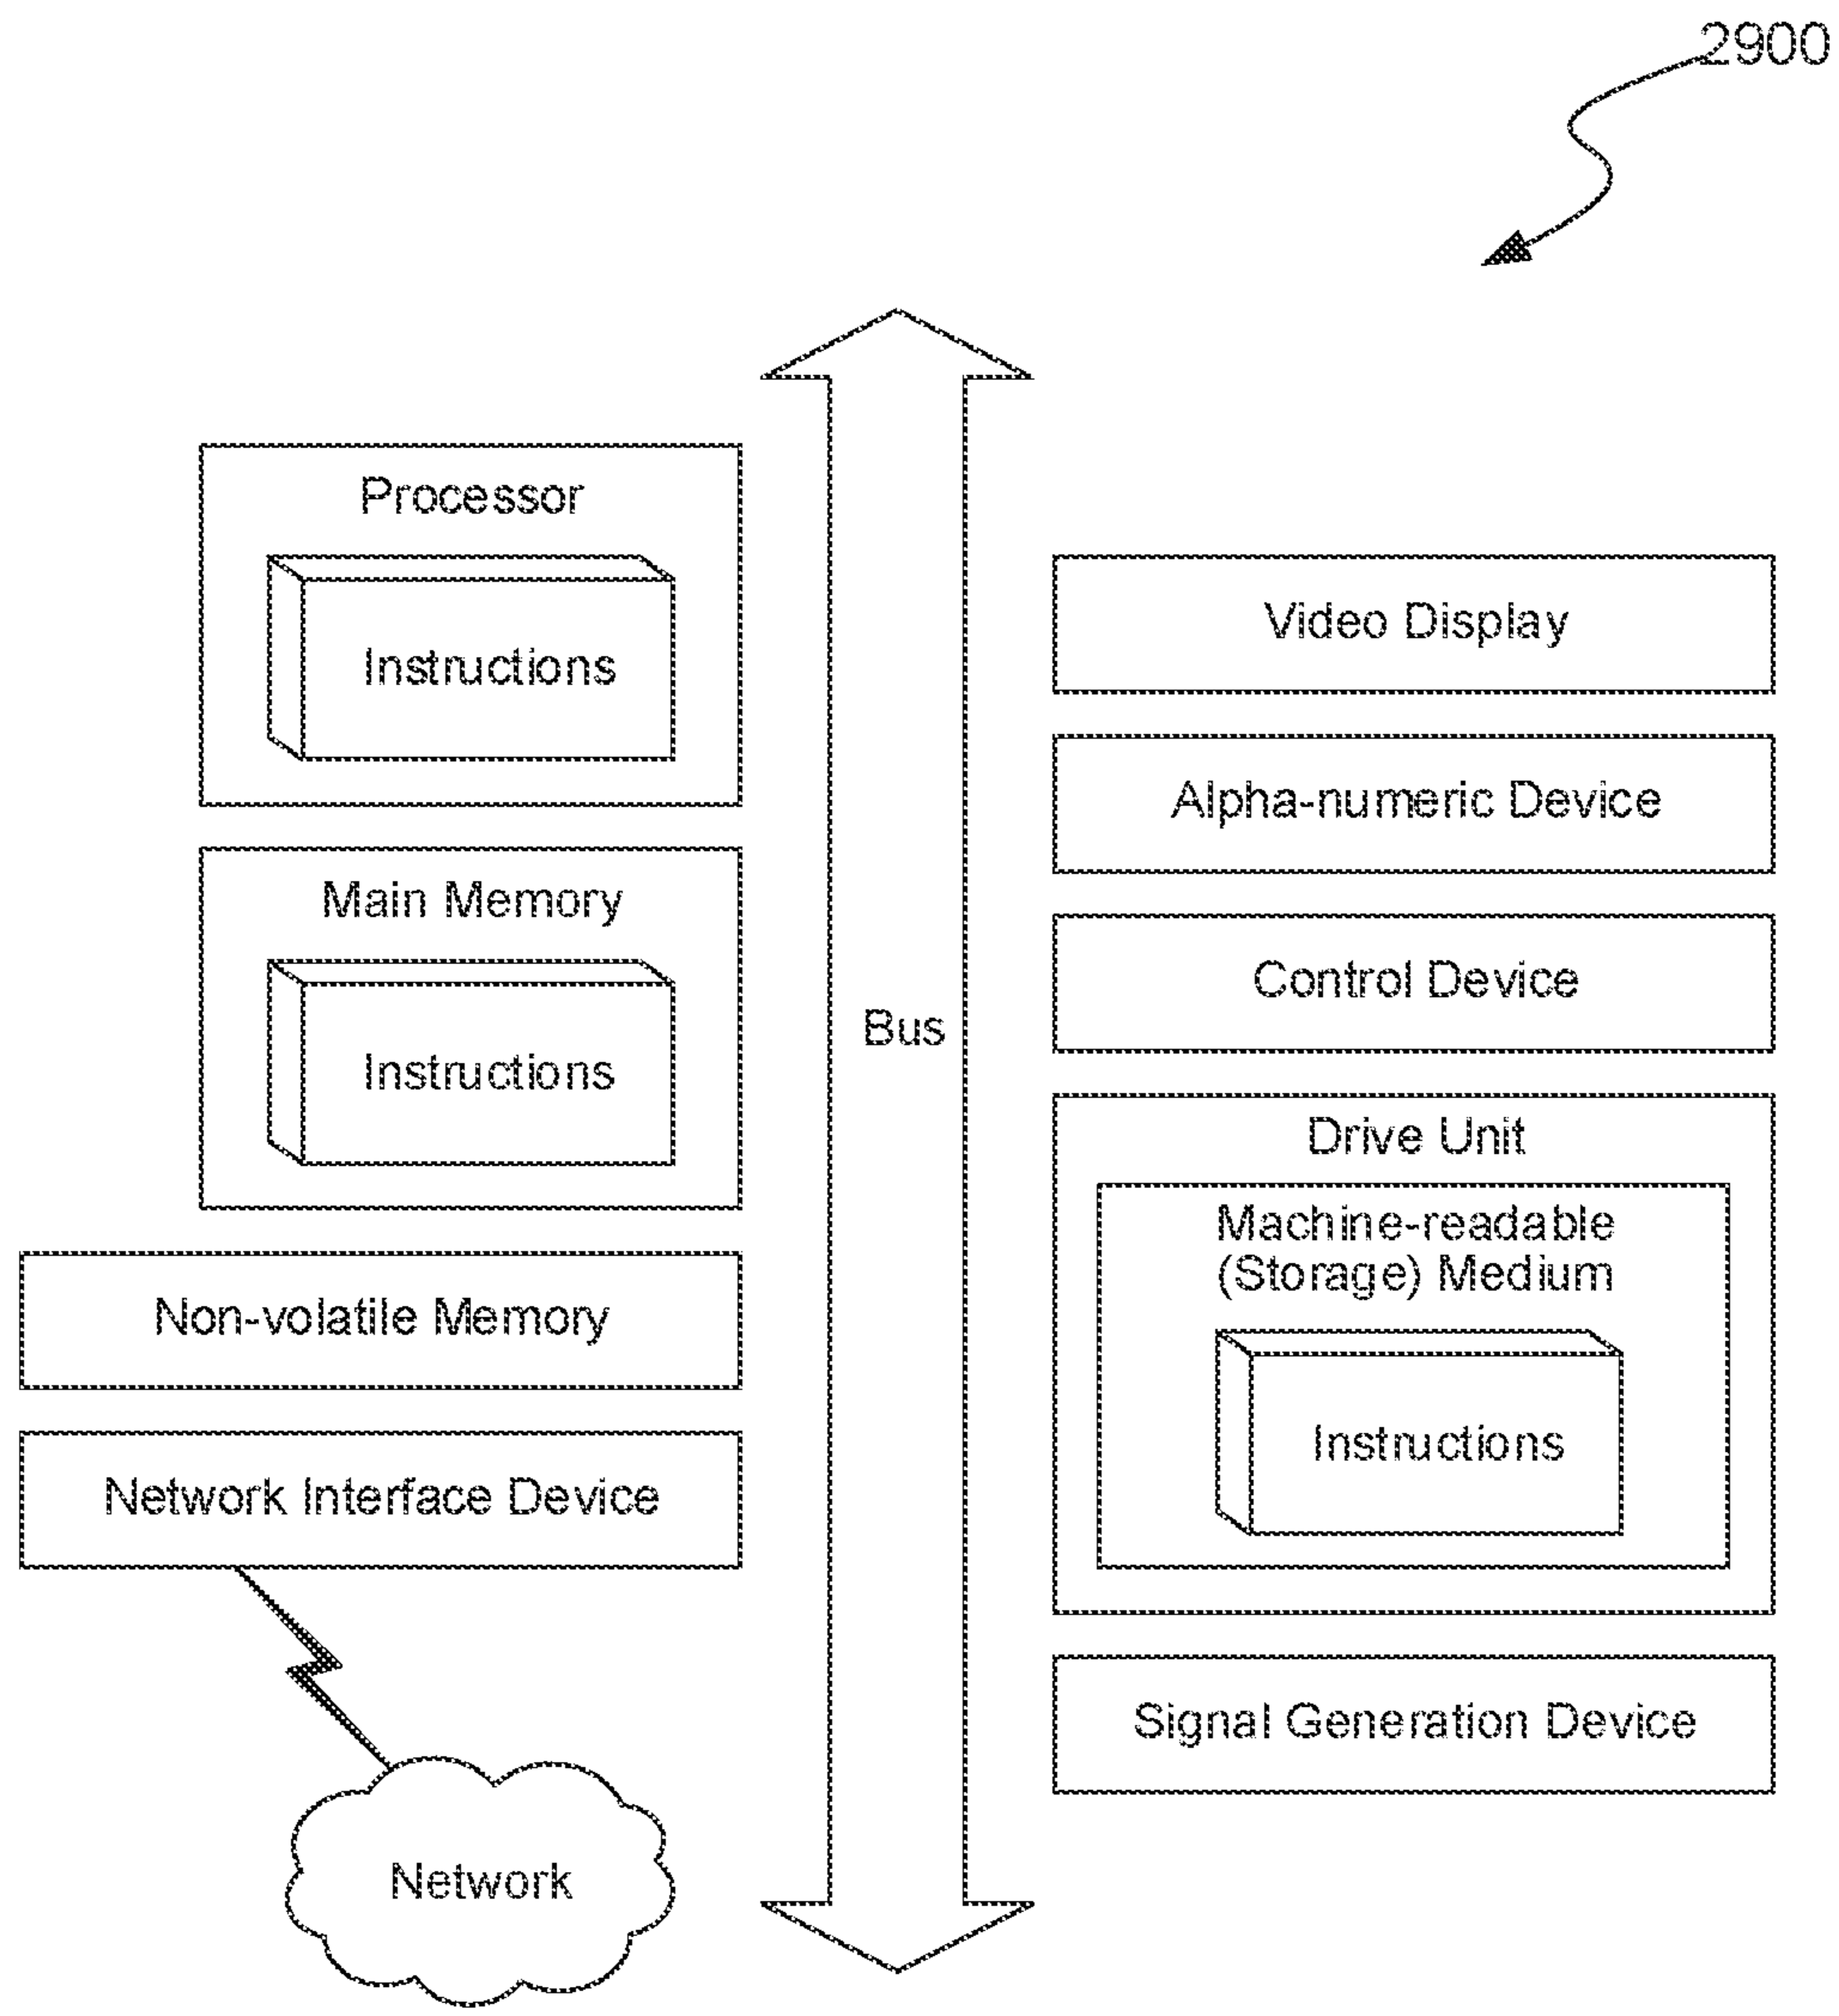 2900
Processor
Instructions
Main Memory
Instructions
Non-volatile Memory
Network Interface Device
Network
Bus
Video Display
Alpha-numeric Device
Control Device
Drive Unit
Machine-readable
(Storage) Medium
Instructions
Signal Generation Device